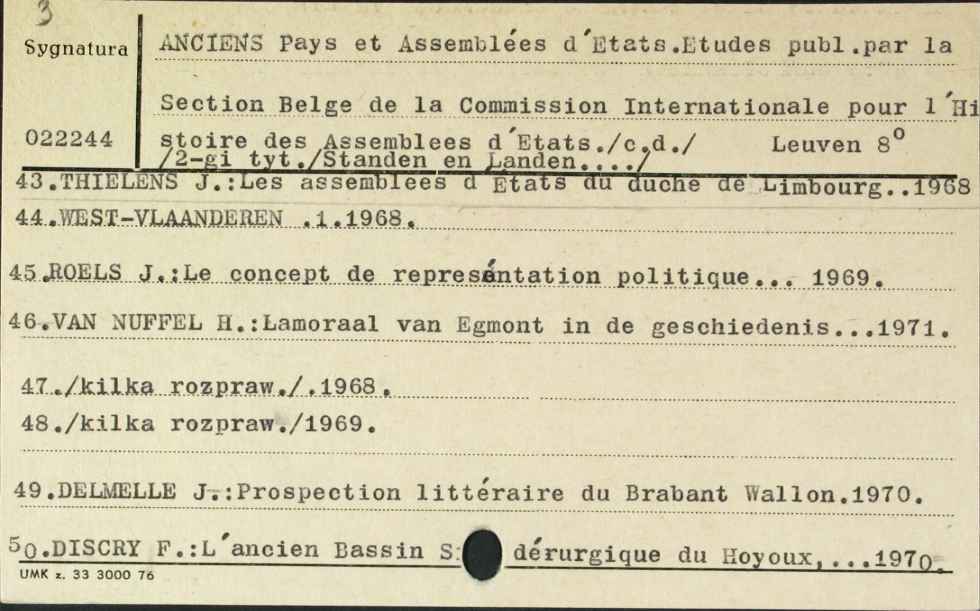 3
Sygnatura
ANCIENS Pays et Assemblées d'Etats.Etudes publ.par la
Section Belge de la Commission Internationale pour l'Hi
022244
stoire des Assemblees d'Etats./c.d./ Leuven 8º
/2-gi tyt./Standen en Landen..../
43.THIELENS J.:Les assemblees d Etats du duche de Limbourg..1968
44.WEST-VLAANDEREN .1.1968.
45.ROELS J.:Le concept de représentation politique... 1969.
46.VAN NUFFEL H.:Lamoraal van Egmont in de geschiedenis...1971.
47./kilka rozpraw./.1968.
48./kilka rozpraw./1969.
49.DELMELLE J.:Prospection littéraire du Brabant Wallon.1970.
50.DISCRY F.:L'ancien Bassin S dérurgique du Hoyoux,...1970.
UMK z. 33 3000 76